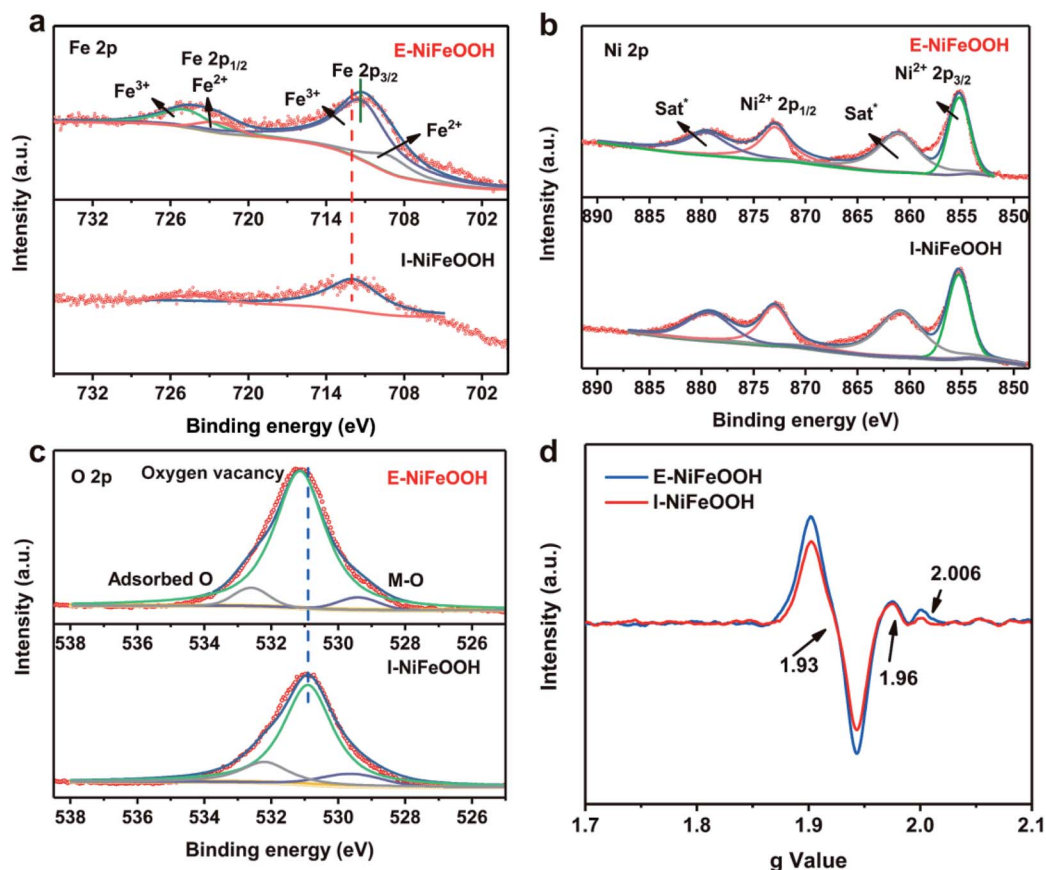 a
Fe 2p
E-NiFeOOH
Fe 2p1/2
Fe3+
Fe2+
Fe 2p3/2
Fe3+
Fe2+
732 724 720 712 708 702
I-NiFeOOH
732 724 720 712 708 702
Intensity (a.u.)
Binding energy (eV)
b
Ni 2p
E-NiFeOOH
Ni2+ 2p3/2
Sat*
Ni2+ 2p1/2
Sat*
890 885 880 875 870 865 860 855 850
I-NiFeOOH
890 885 880 875 870 865 860 855 850
Intensity (a.u.)
Binding energy (eV)
c
O 2p
Oxygen vacancy
E-NiFeOOH
Adsorbed O
M-O
538 536 534 532 530 528 526
I-NiFeOOH
538 536 534 532 530 528 526
Intensity (a.u.)
Binding energy (eV)
d
E-NiFeOOH
I-NiFeOOH
2.006
1.93
1.96
1.7 1.8 1.9 2.0 2.1
Intensity (a.u.)
g Value